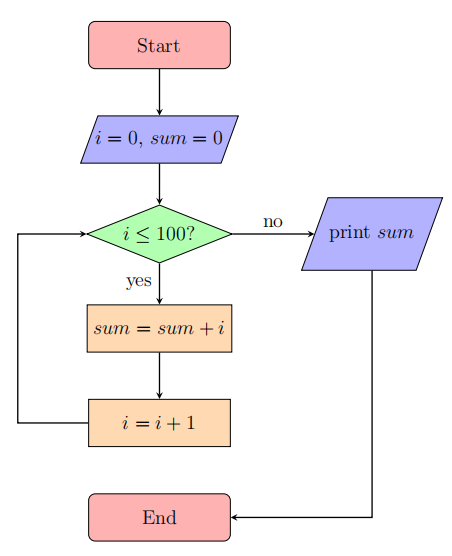 Start
i = 0, sum = 0
i ≤ 100?
no
print sum
yes
sum = sum + i
i = i + 1
End